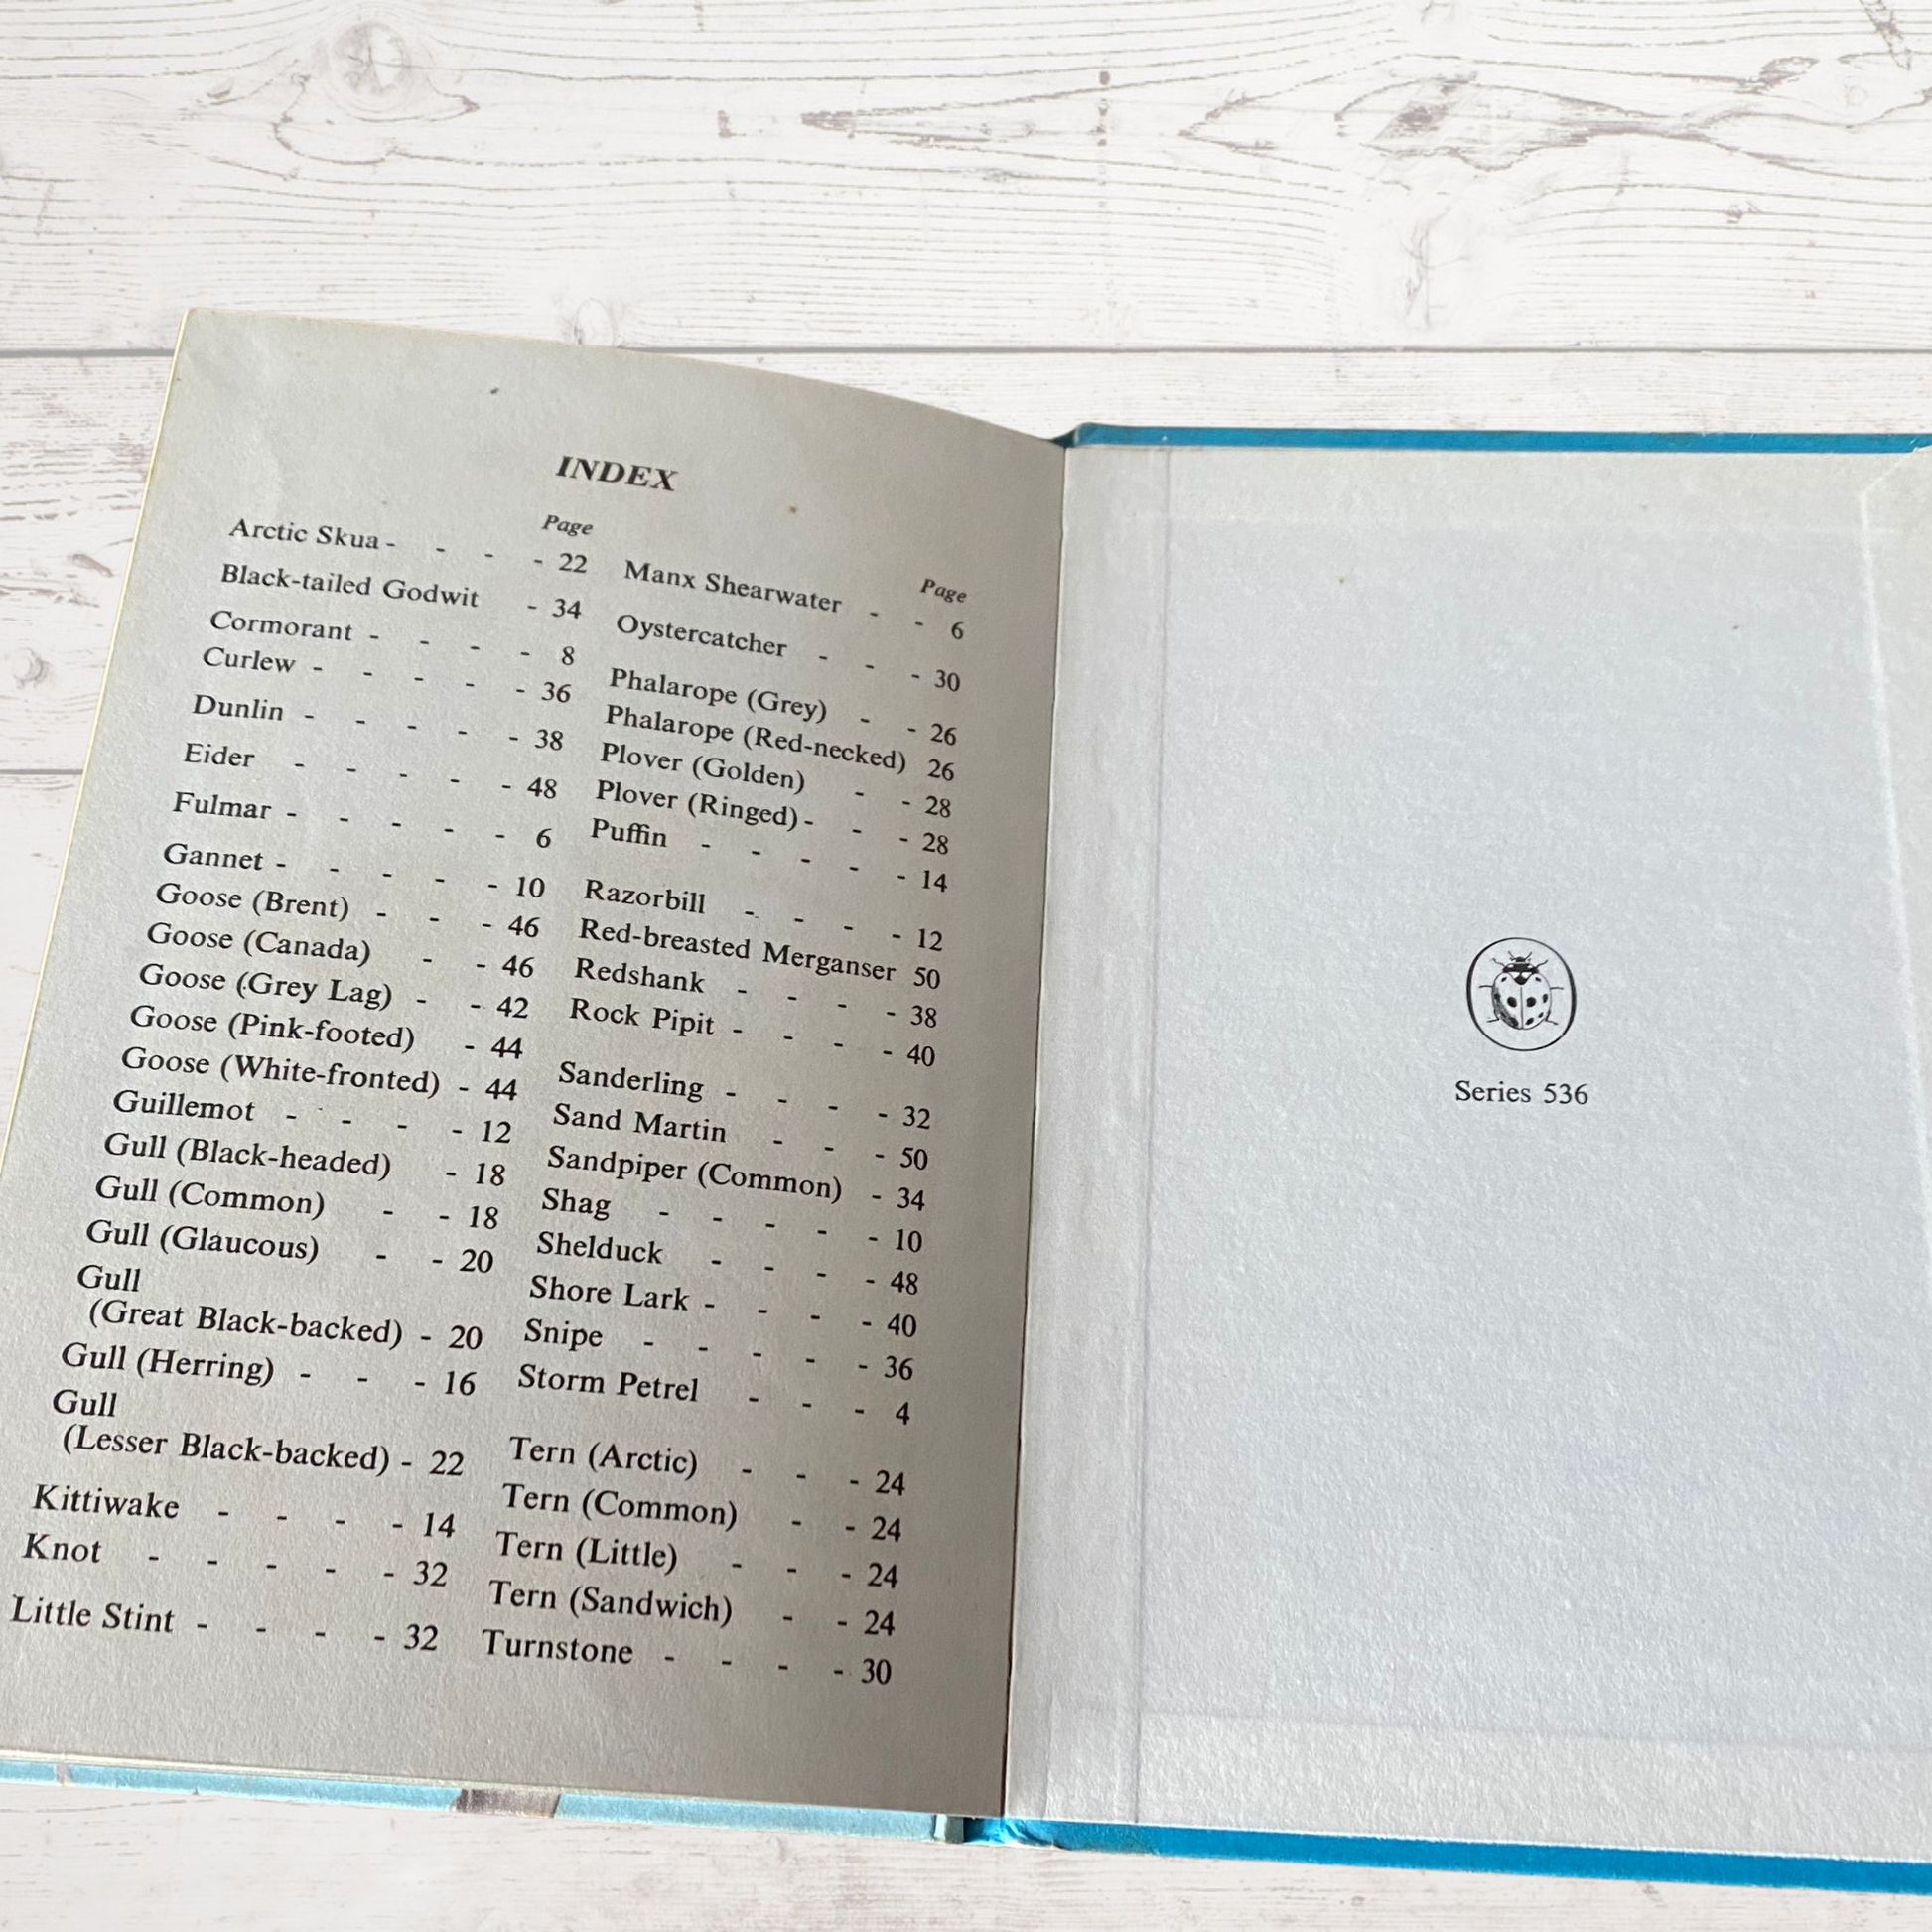 INDEX
Page
Arctic Skua - - - - 22
Black-tailed Godwit - 34
Cormorant - - - - 8
Curlew - - - - - 36
Dunlin - - - - - 38
Eider - - - - - 48
Fulmar - - - - - 6
Gannet - - - - - 10
Goose (Brent) - - - 46
Goose (Canada) - - 46
Goose (Grey Lag) - - 42
Goose (Pink-footed) - 44
Goose (White-fronted) - 44
Guillemot - - - - 12
Gull (Black-headed) - 18
Gull (Common) - - 18
Gull (Glaucous) - - 20
Gull
(Great Black-backed) - 20
Gull (Herring) - - - 16
Gull
(Lesser Black-backed) - 22
Kittiwake - - - - 14
Knot - - - - - 32
Little Stint - - - - 32
Page
Manx Shearwater - - 6
Oystercatcher - - - 30
Phalarope (Grey) - - 26
Phalarope (Red-necked) 26
Plover (Golden) - - 28
Plover (Ringed) - - - 28
Puffin - - - - - 14
Razorbill - - - - 12
Red-breasted Merganser 50
Redshank - - - - 38
Rock Pipit - - - - 40
Sanderling - - - - 32
Sand Martin - - - 50
Sandpiper (Common) - 34
Shag - - - - - 10
Shelduck - - - - 48
Shore Lark - - - - 40
Snipe - - - - - 36
Storm Petrel - - - 4
Tern (Arctic) - - - 24
Tern (Common) - - 24
Tern (Little) - - - 24
Tern (Sandwich) - - 24
Turnstone - - - - 30
Series 536